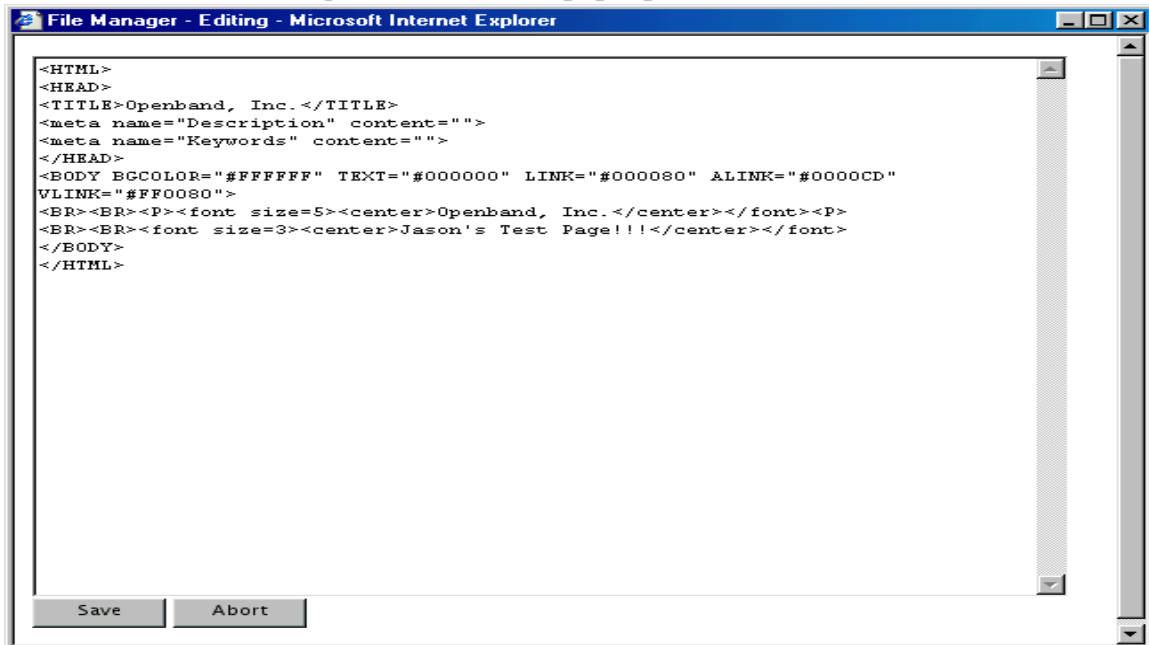 File Manager - Editing - Microsoft Internet Explorer
<HTML>
<HEAD>
<TITLE>Openband, Inc.</TITLE>
<meta name="Description" content="">
<meta name="Keywords" content="">
</HEAD>
<BODY BGCOLOR="#FFFFFF" TEXT="#000000" LINK="#000080" ALINK="#0000CD"
VLINK="#FF0080">
<BR><BR><P><font size=5><center>Openband, Inc.</center></font><P>
<BR><BR><font size=3><center>Jason's Test Page!!!</center></font>
</BODY>
</HTML>
Save Abort